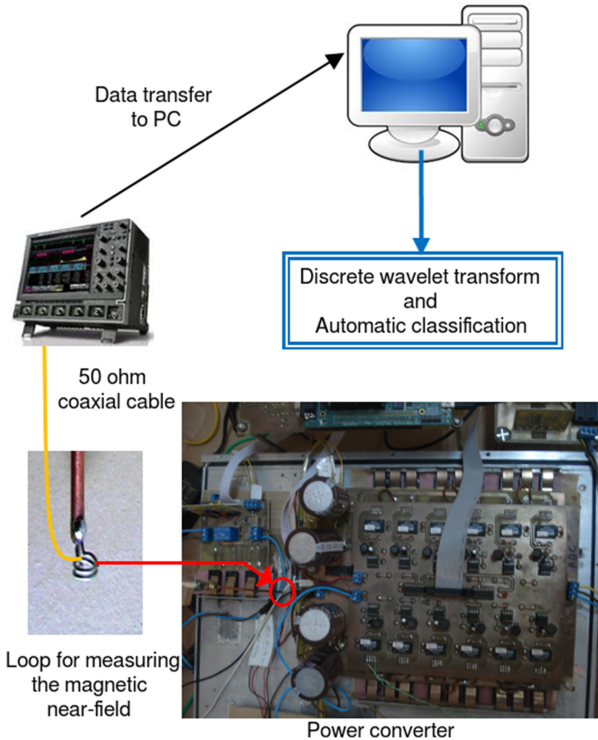 Data transfer
to PC
Discrete wavelet transform
and
Automatic classification
50 ohm
coaxial cable
Loop for measuring
the magnetic
near-field
Power converter